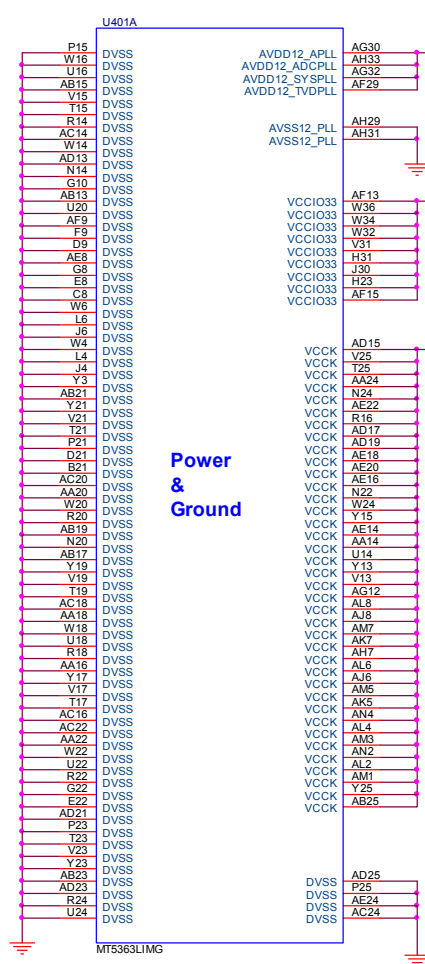 U401A
P15 DVSS
W16 DVSS
U16 DVSS
AB15 DVSS
V15 DVSS
T15 DVSS
R14 DVSS
AC14 DVSS
W14 DVSS
AD13 DVSS
N14 DVSS
G10 DVSS
AB13 DVSS
U20 DVSS
AF9 DVSS
F9 DVSS
D9 DVSS
AE8 DVSS
G8 DVSS
E8 DVSS
C8 DVSS
W6 DVSS
L6 DVSS
J6 DVSS
W4 DVSS
L4 DVSS
J4 DVSS
Y3 DVSS
AB21 DVSS
Y21 DVSS
V21 DVSS
T21 DVSS
P21 DVSS
D21 DVSS
B21 DVSS
AC20 DVSS
AA20 DVSS
W20 DVSS
R20 DVSS
AB19 DVSS
N20 DVSS
AB17 DVSS
Y19 DVSS
V19 DVSS
T19 DVSS
AC18 DVSS
AA18 DVSS
W18 DVSS
U18 DVSS
R18 DVSS
AA16 DVSS
Y17 DVSS
V17 DVSS
T17 DVSS
AC16 DVSS
AC22 DVSS
AA22 DVSS
W22 DVSS
U22 DVSS
R22 DVSS
G22 DVSS
E22 DVSS
AD21 DVSS
P23 DVSS
T23 DVSS
V23 DVSS
Y23 DVSS
AB23 DVSS
AD23 DVSS
R24 DVSS
U24 DVSS
Power
&
Ground
AVDD12_APLL AG30
AVDD12_ADCPLL AH33
AVDD12_SYSPLL AG32
AVDD12_TVDPLL AF29
AVSS12_PLL AH29
AVSS12_PLL AH31
VCCIO33 AF13
VCCIO33 W36
VCCIO33 W34
VCCIO33 W32
VCCIO33 V31
VCCIO33 H31
VCCIO33 J30
VCCIO33 H23
VCCIO33 AF15
VCCK AD15
VCCK V25
VCCK T25
VCCK AA24
VCCK N24
VCCK AE22
VCCK R16
VCCK AD17
VCCK AD19
VCCK AE18
VCCK AE20
VCCK AE16
VCCK N22
VCCK W24
VCCK Y15
VCCK AE14
VCCK AA14
VCCK U14
VCCK Y13
VCCK V13
VCCK AG12
VCCK AL8
VCCK AJ8
VCCK AM7
VCCK AK7
VCCK AH7
VCCK AL6
VCCK AJ6
VCCK AM5
VCCK AK5
VCCK AN4
VCCK AL4
VCCK AM3
VCCK AN2
VCCK AL2
VCCK AM1
VCCK Y25
VCCK AB25
DVSS AD25
DVSS P25
DVSS AE24
DVSS AC24
MT5363LIMG